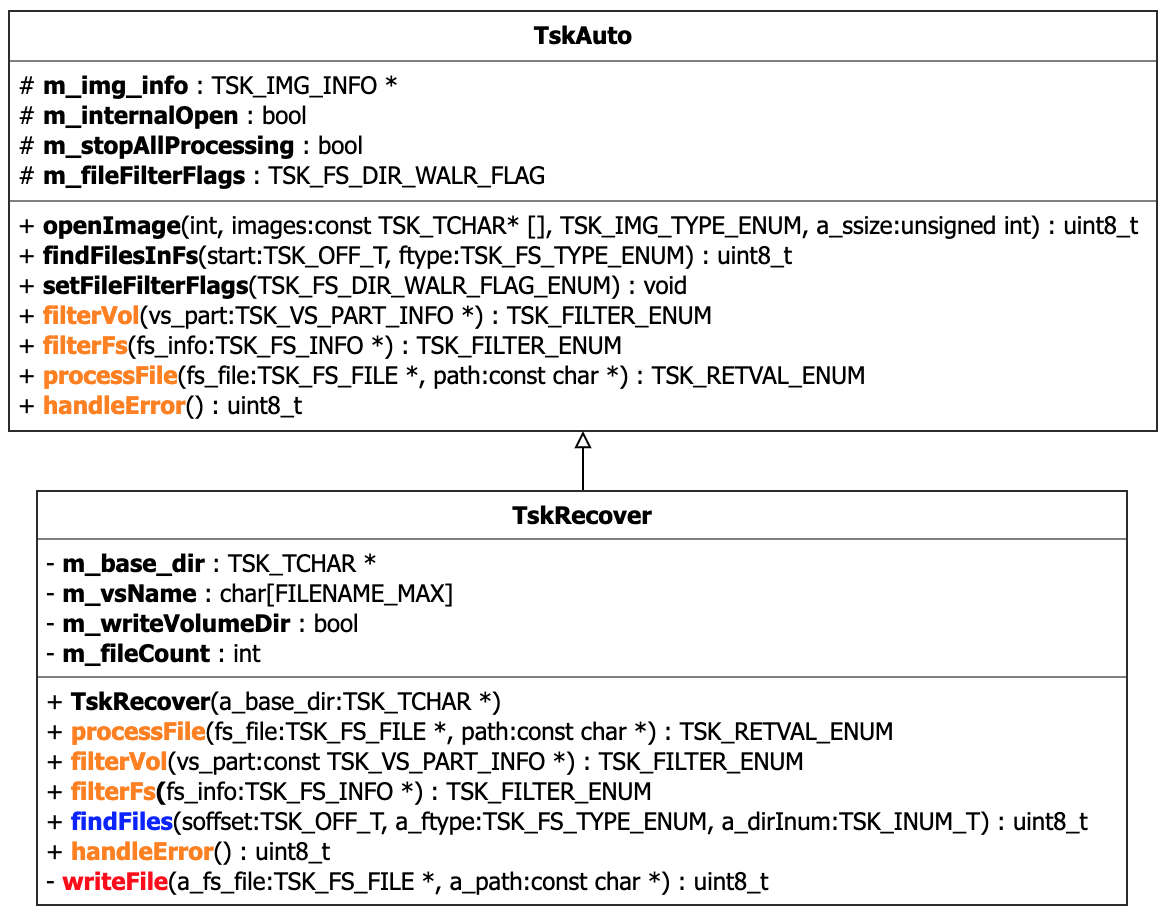 TskAuto
# m_img_info : TSK_IMG_INFO *
# m_internalOpen : bool
# m_stopAllProcessing : bool
# m_fileFilterFlags : TSK_FS_DIR_WALR_FLAG
+ openImage(int, images:const TSK_TCHAR* [], TSK_IMG_TYPE_ENUM, a_ssize:unsigned int) : uint8_t
+ findFilesInFs(start:TSK_OFF_T, ftype:TSK_FS_TYPE_ENUM) : uint8_t
+ setFileFilterFlags(TSK_FS_DIR_WALR_FLAG_ENUM) : void
+ filterVol(vs_part:TSK_VS_PART_INFO *) : TSK_FILTER_ENUM
+ filterFs(fs_info:TSK_FS_INFO *) : TSK_FILTER_ENUM
+ processFile(fs_file:TSK_FS_FILE *, path:const char *) : TSK_RETVAL_ENUM
+ handleError() : uint8_t
TskRecover
- m_base_dir : TSK_TCHAR *
- m_vsName : char[FILENAME_MAX]
- m_writeVolumeDir : bool
- m_fileCount : int
+ TskRecover(a_base_dir:TSK_TCHAR *)
+ processFile(fs_file:TSK_FS_FILE *, path:const char *) : TSK_RETVAL_ENUM
+ filterVol(vs_part:const TSK_VS_PART_INFO *) : TSK_FILTER_ENUM
+ filterFs(fs_info:TSK_FS_INFO *) : TSK_FILTER_ENUM
+ findFiles(soffset:TSK_OFF_T, a_ftype:TSK_FS_TYPE_ENUM, a_dirInum:TSK_INUM_T) : uint8_t
+ handleError() : uint8_t
- writeFile(a_fs_file:TSK_FS_FILE *, a_path:const char *) : uint8_t